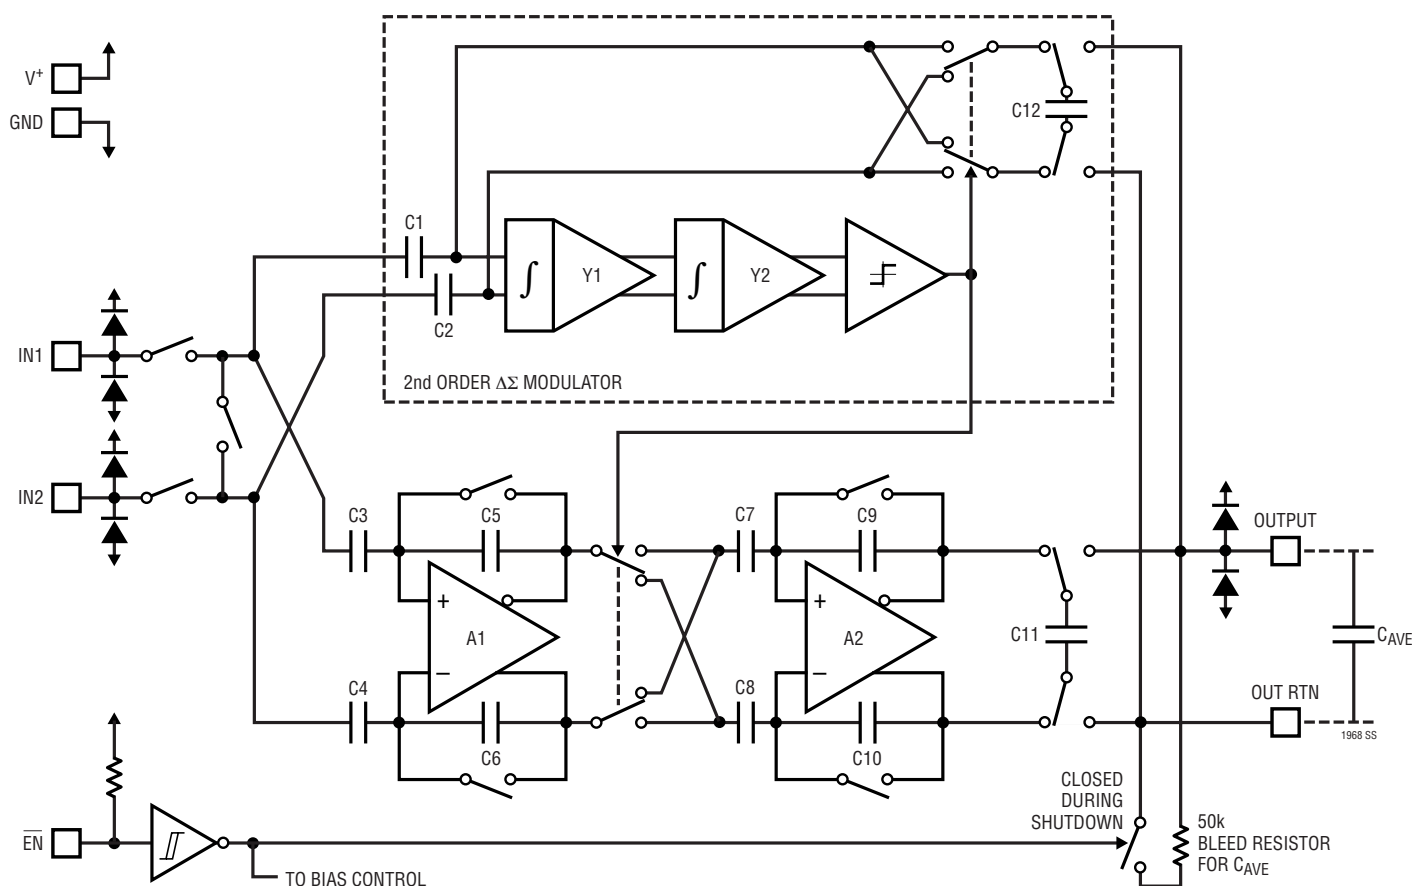 V+
GND
C12
C1
C2
∫
Y1
∫
Y2
2nd ORDER ΔΣ MODULATOR
IN1
IN2
C3
C5
C7
C9
OUTPUT
+
A1
−
+
A2
−
C11
CAVE
C4
C6
C8
C10
OUT RTN
1968 SS
CLOSED
DURING
SHUTDOWN
50k
BLEED RESISTOR
FOR CAVE
EN
TO BIAS CONTROL